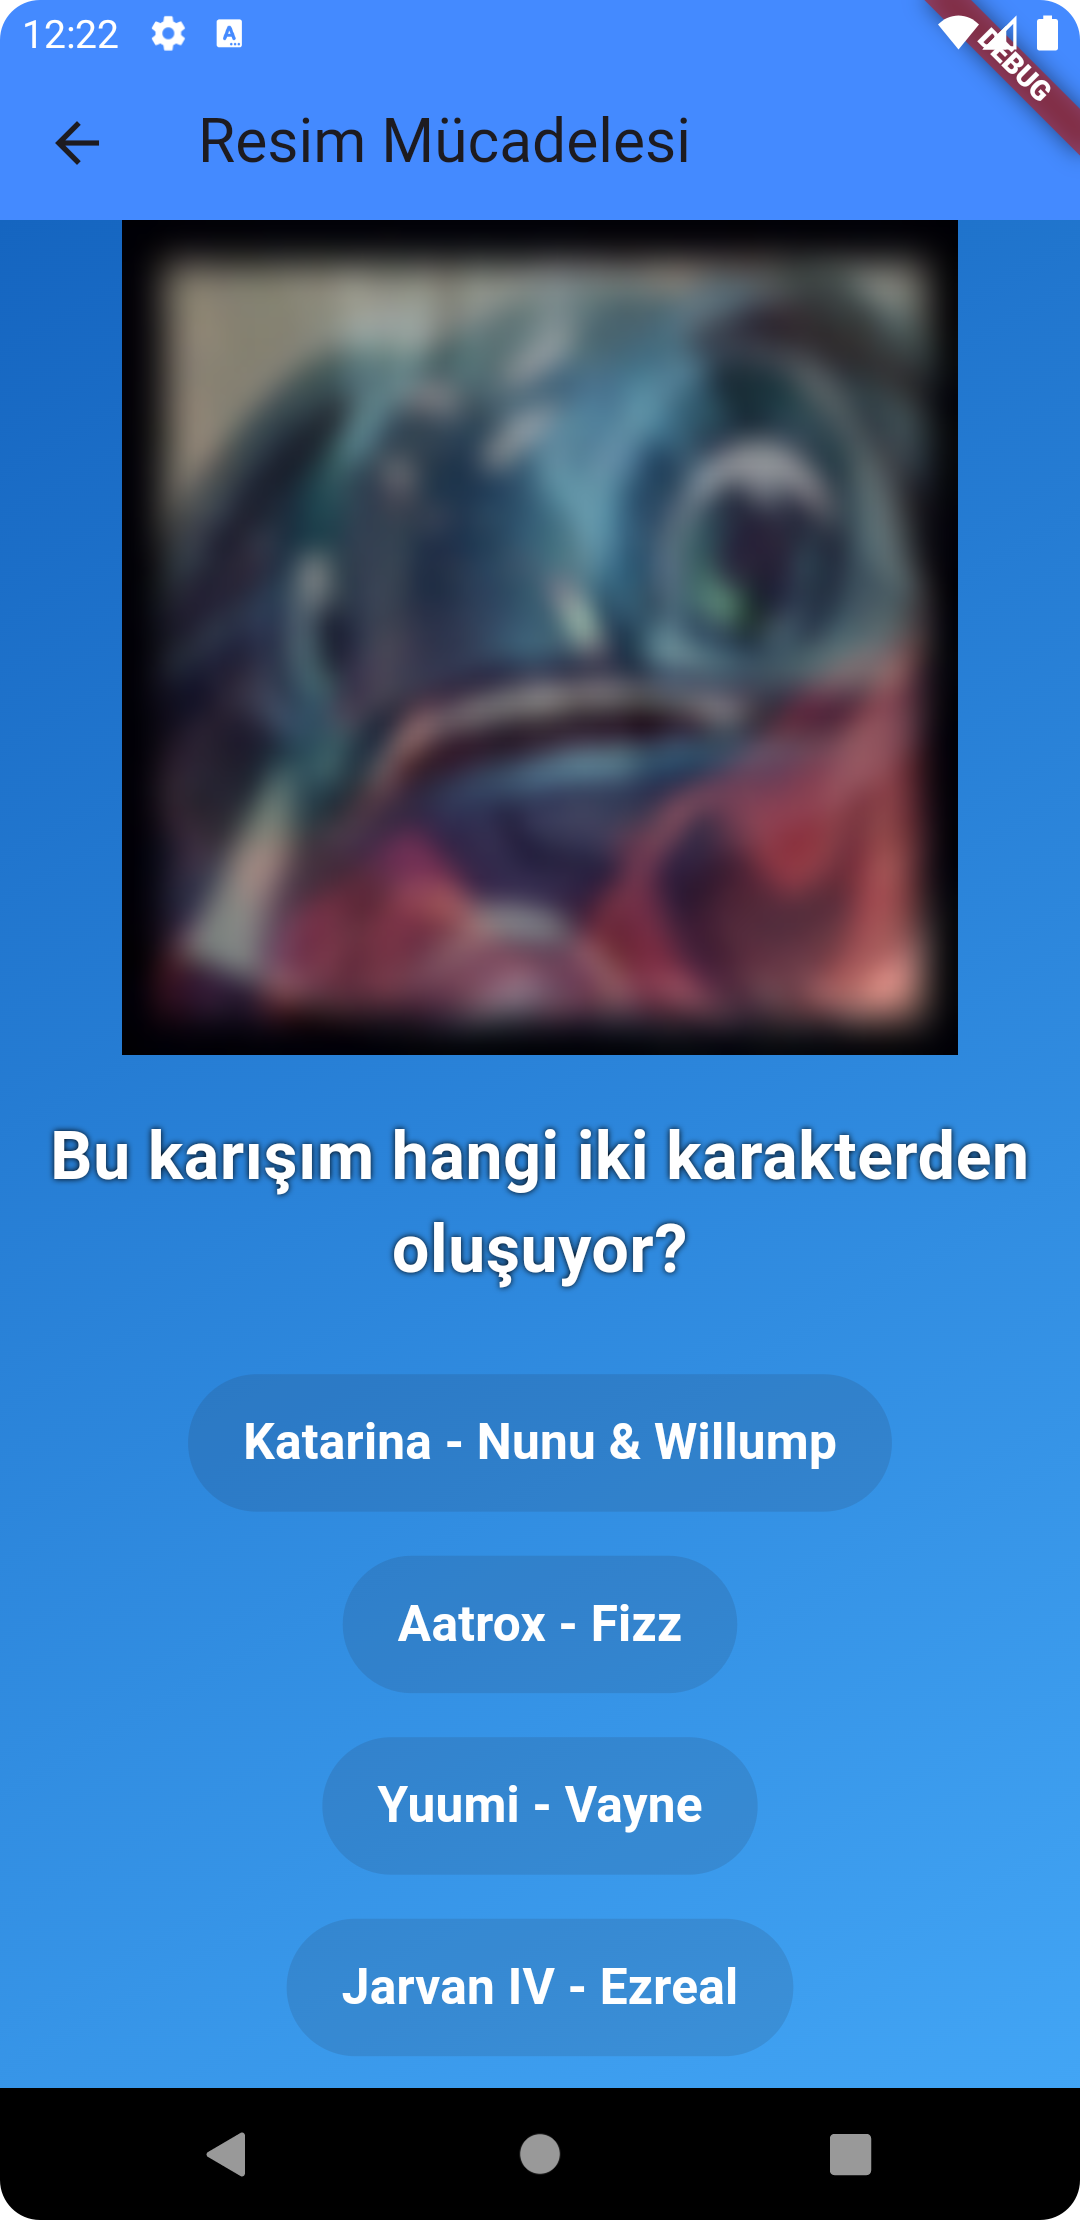 12:22
DEBUG
Resim Mücadelesi
Bu karışım hangi iki karakterden
oluşuyor?
Katarina - Nunu & Willump
Aatrox - Fizz
Yuumi - Vayne
Jarvan IV - Ezreal